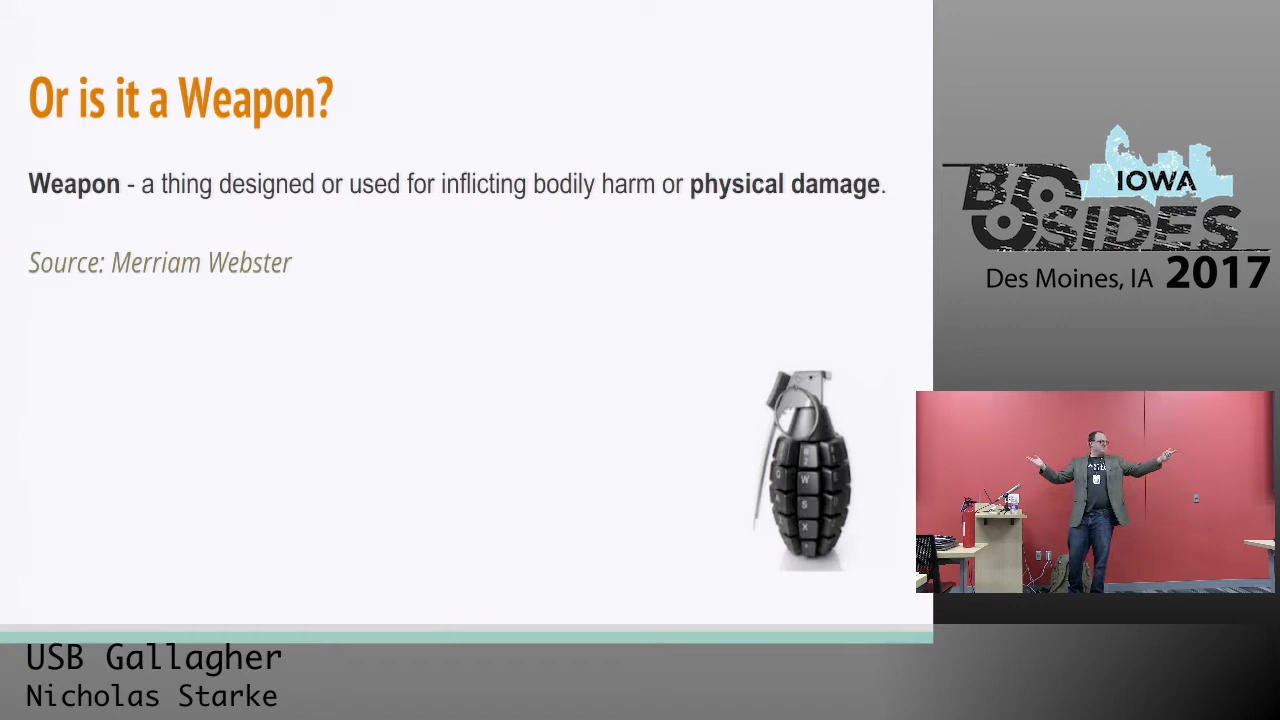 Or is it a Weapon?
Weapon - a thing designed or used for inflicting bodily harm or physical damage.
Source: Merriam Webster
BSIDES
IOWA
Des Moines, IA 2017
W
S
X
USB Gallagher
Nicholas Starke